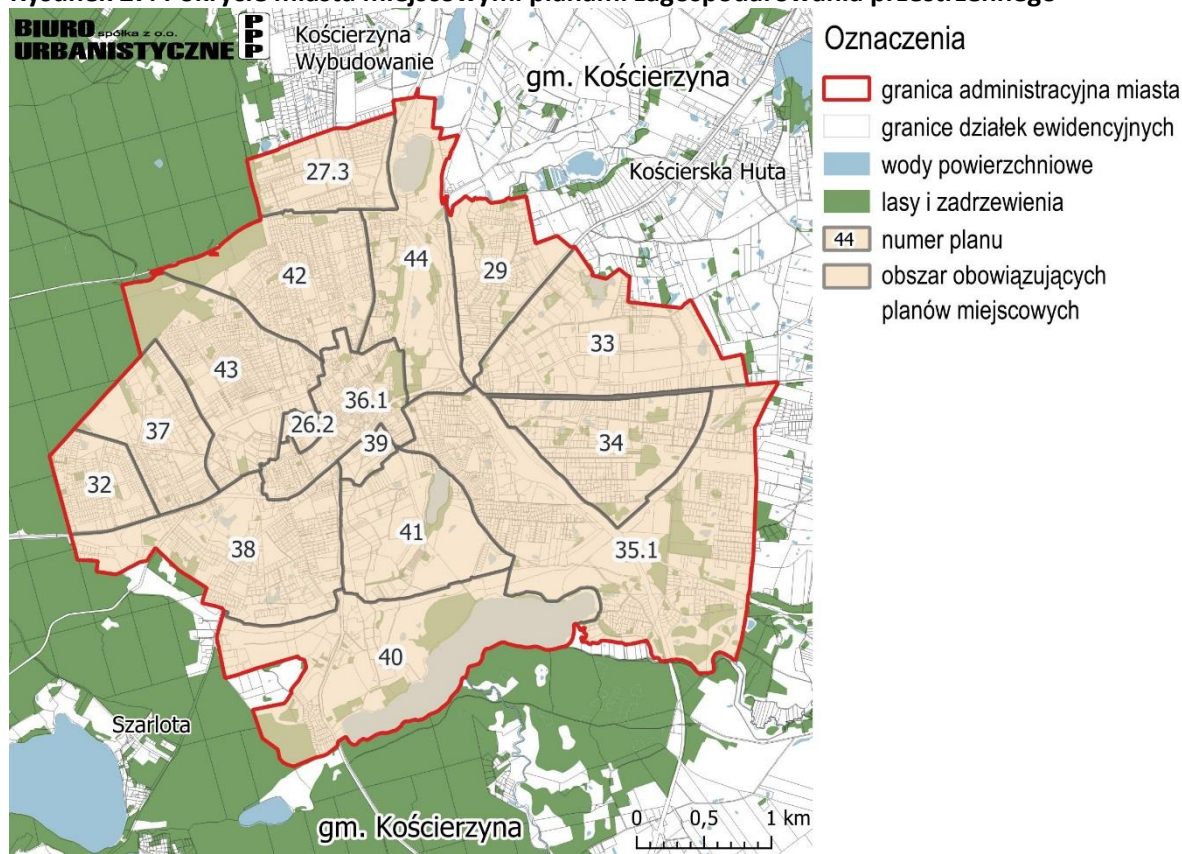 BIURO spółka z o.o.
URBANISTYCZNE PPP
Kościerzyna
Wybudowanie
gm. Kościerzyna
Kościerska Huta
27.3
44
42
29
33
43
36.1
37
26.2
34
39
32
41
38
35.1
40
Szarlota
gm. Kościerzyna
0 0,5 1 km
Oznaczenia
granica administracyjna miasta
granice działek ewidencyjnych
wody powierzchniowe
lasy i zadrzewienia
44 numer planu
obszar obowiązujących
planów miejscowych